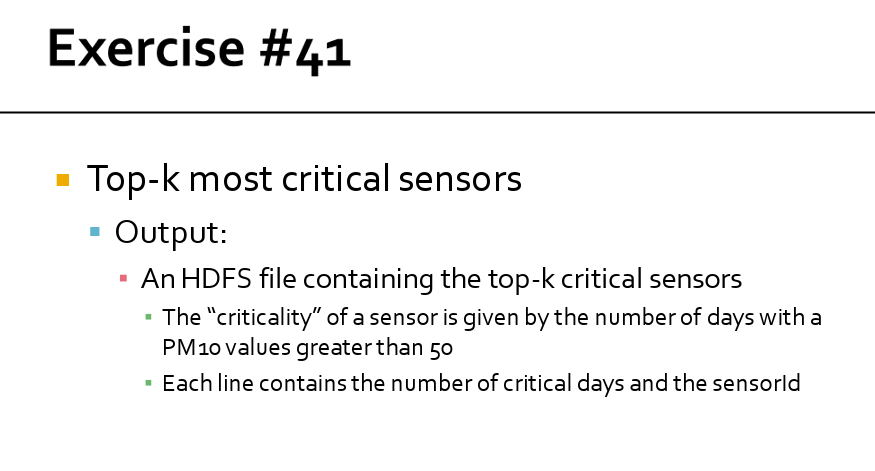 Exercise #41
Top-k most critical sensors
Output:
An HDFS file containing the top-k critical sensors
The “criticality” of a sensor is given by the number of days with a
PM10 values greater than 50
Each line contains the number of critical days and the sensorId